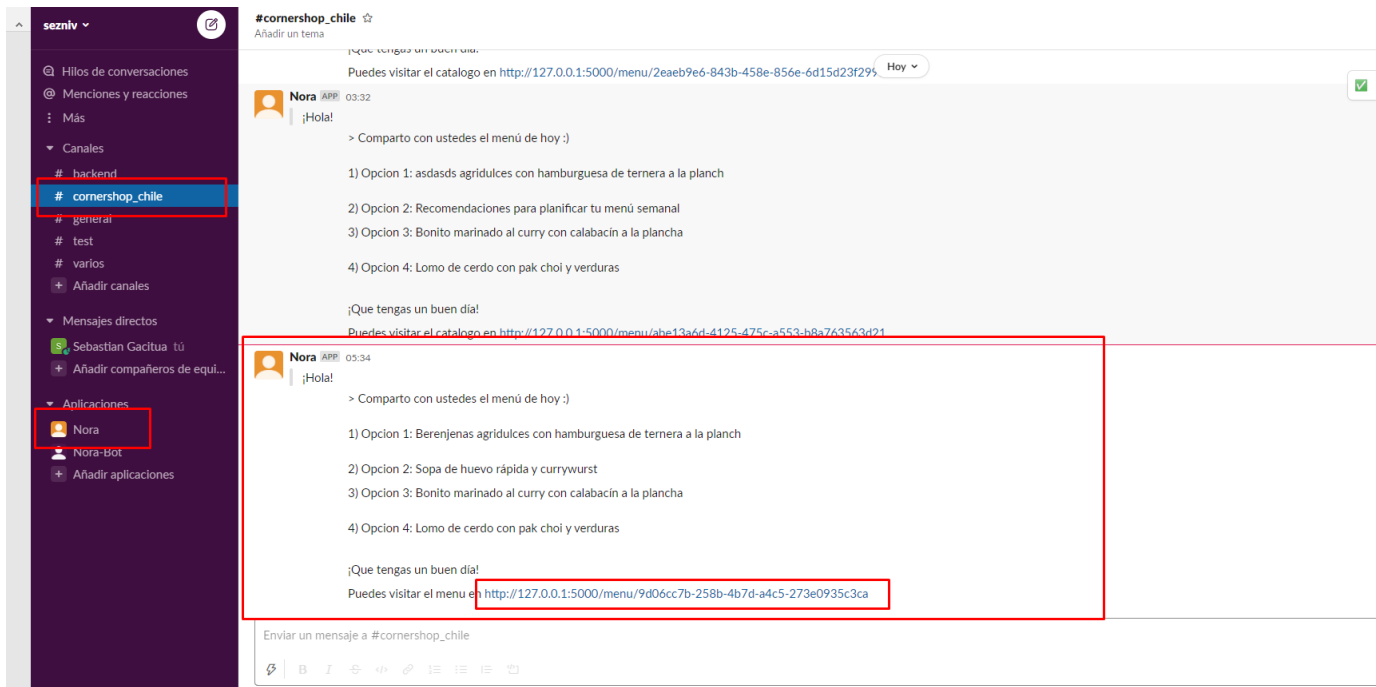 sezniv
Hilos de conversaciones
Menciones y reacciones
Más
Canales
# backend
# cornershop_chile
# general
# test
# varios
+ Añadir canales
Mensajes directos
S Sebastian Gacitua tú
+ Añadir compañeros de equi...
Aplicaciones
Nora
Nora-Bot
+ Añadir aplicaciones
#cornershop_chile
Añadir un tema
¡Que tengas un buen día!
Puedes visitar el catalogo en http://127.0.0.1:5000/menu/2eaeb9e6-843b-458e-856e-6d15d23f299
Hoy
Nora APP 03:32
¡Hola!
> Comparto con ustedes el menú de hoy :)
1) Opcion 1: asdasds agridulces con hamburguesa de ternera a la planch
2) Opcion 2: Recomendaciones para planificar tu menú semanal
3) Opcion 3: Bonito marinado al curry con calabacín a la plancha
4) Opcion 4: Lomo de cerdo con pak choi y verduras
¡Que tengas un buen día!
Puedes visitar el catalogo en http://127.0.0.1:5000/menu/abe13a6d-4125-475c-a553-b8a763563d21
Nora APP 05:34
¡Hola!
> Comparto con ustedes el menú de hoy :)
1) Opcion 1: Berenjenas agridulces con hamburguesa de ternera a la planch
2) Opcion 2: Sopa de huevo rápida y currywurst
3) Opcion 3: Bonito marinado al curry con calabacín a la plancha
4) Opcion 4: Lomo de cerdo con pak choi y verduras
¡Que tengas un buen día!
Puedes visitar el menu en http://127.0.0.1:5000/menu/9d06cc7b-258b-4b7d-a4c5-273e0935c3ca
Enviar un mensaje a #cornershop_chile